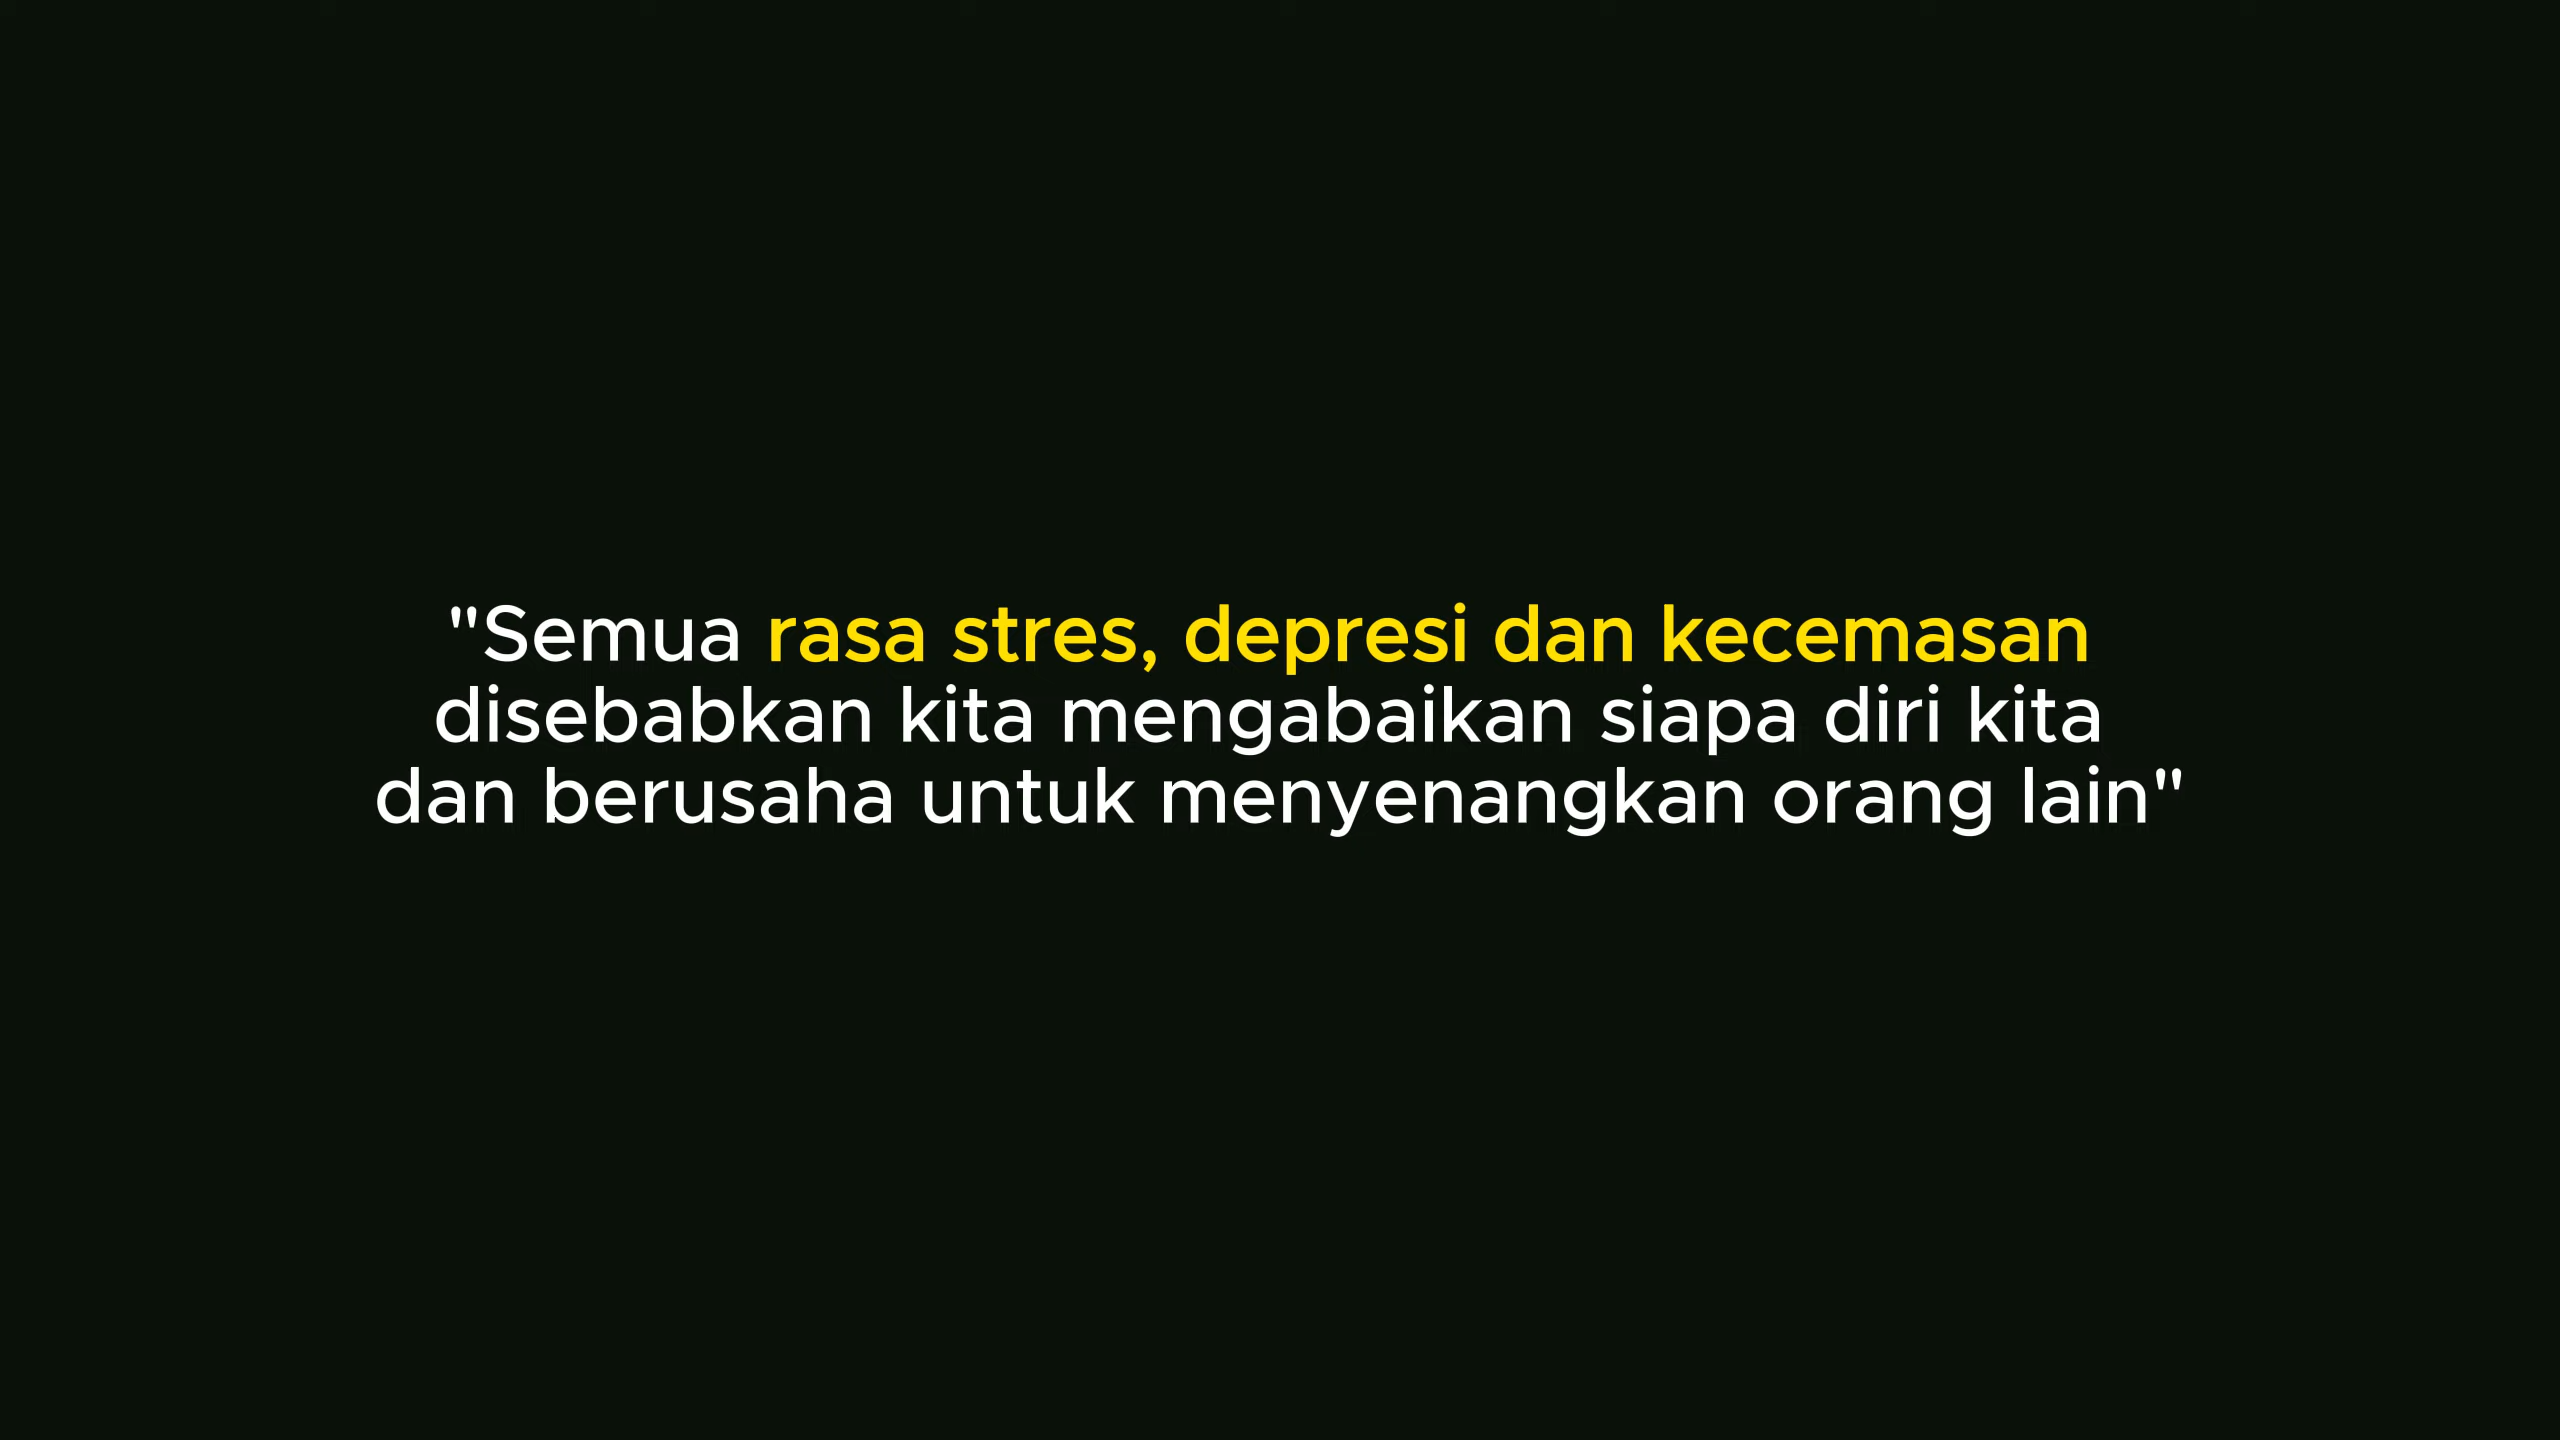 "Semua rasa stres, depresi dan kecemasan
disebabkan kita mengabaikan siapa diri kita
dan berusaha untuk menyenangkan orang lain"